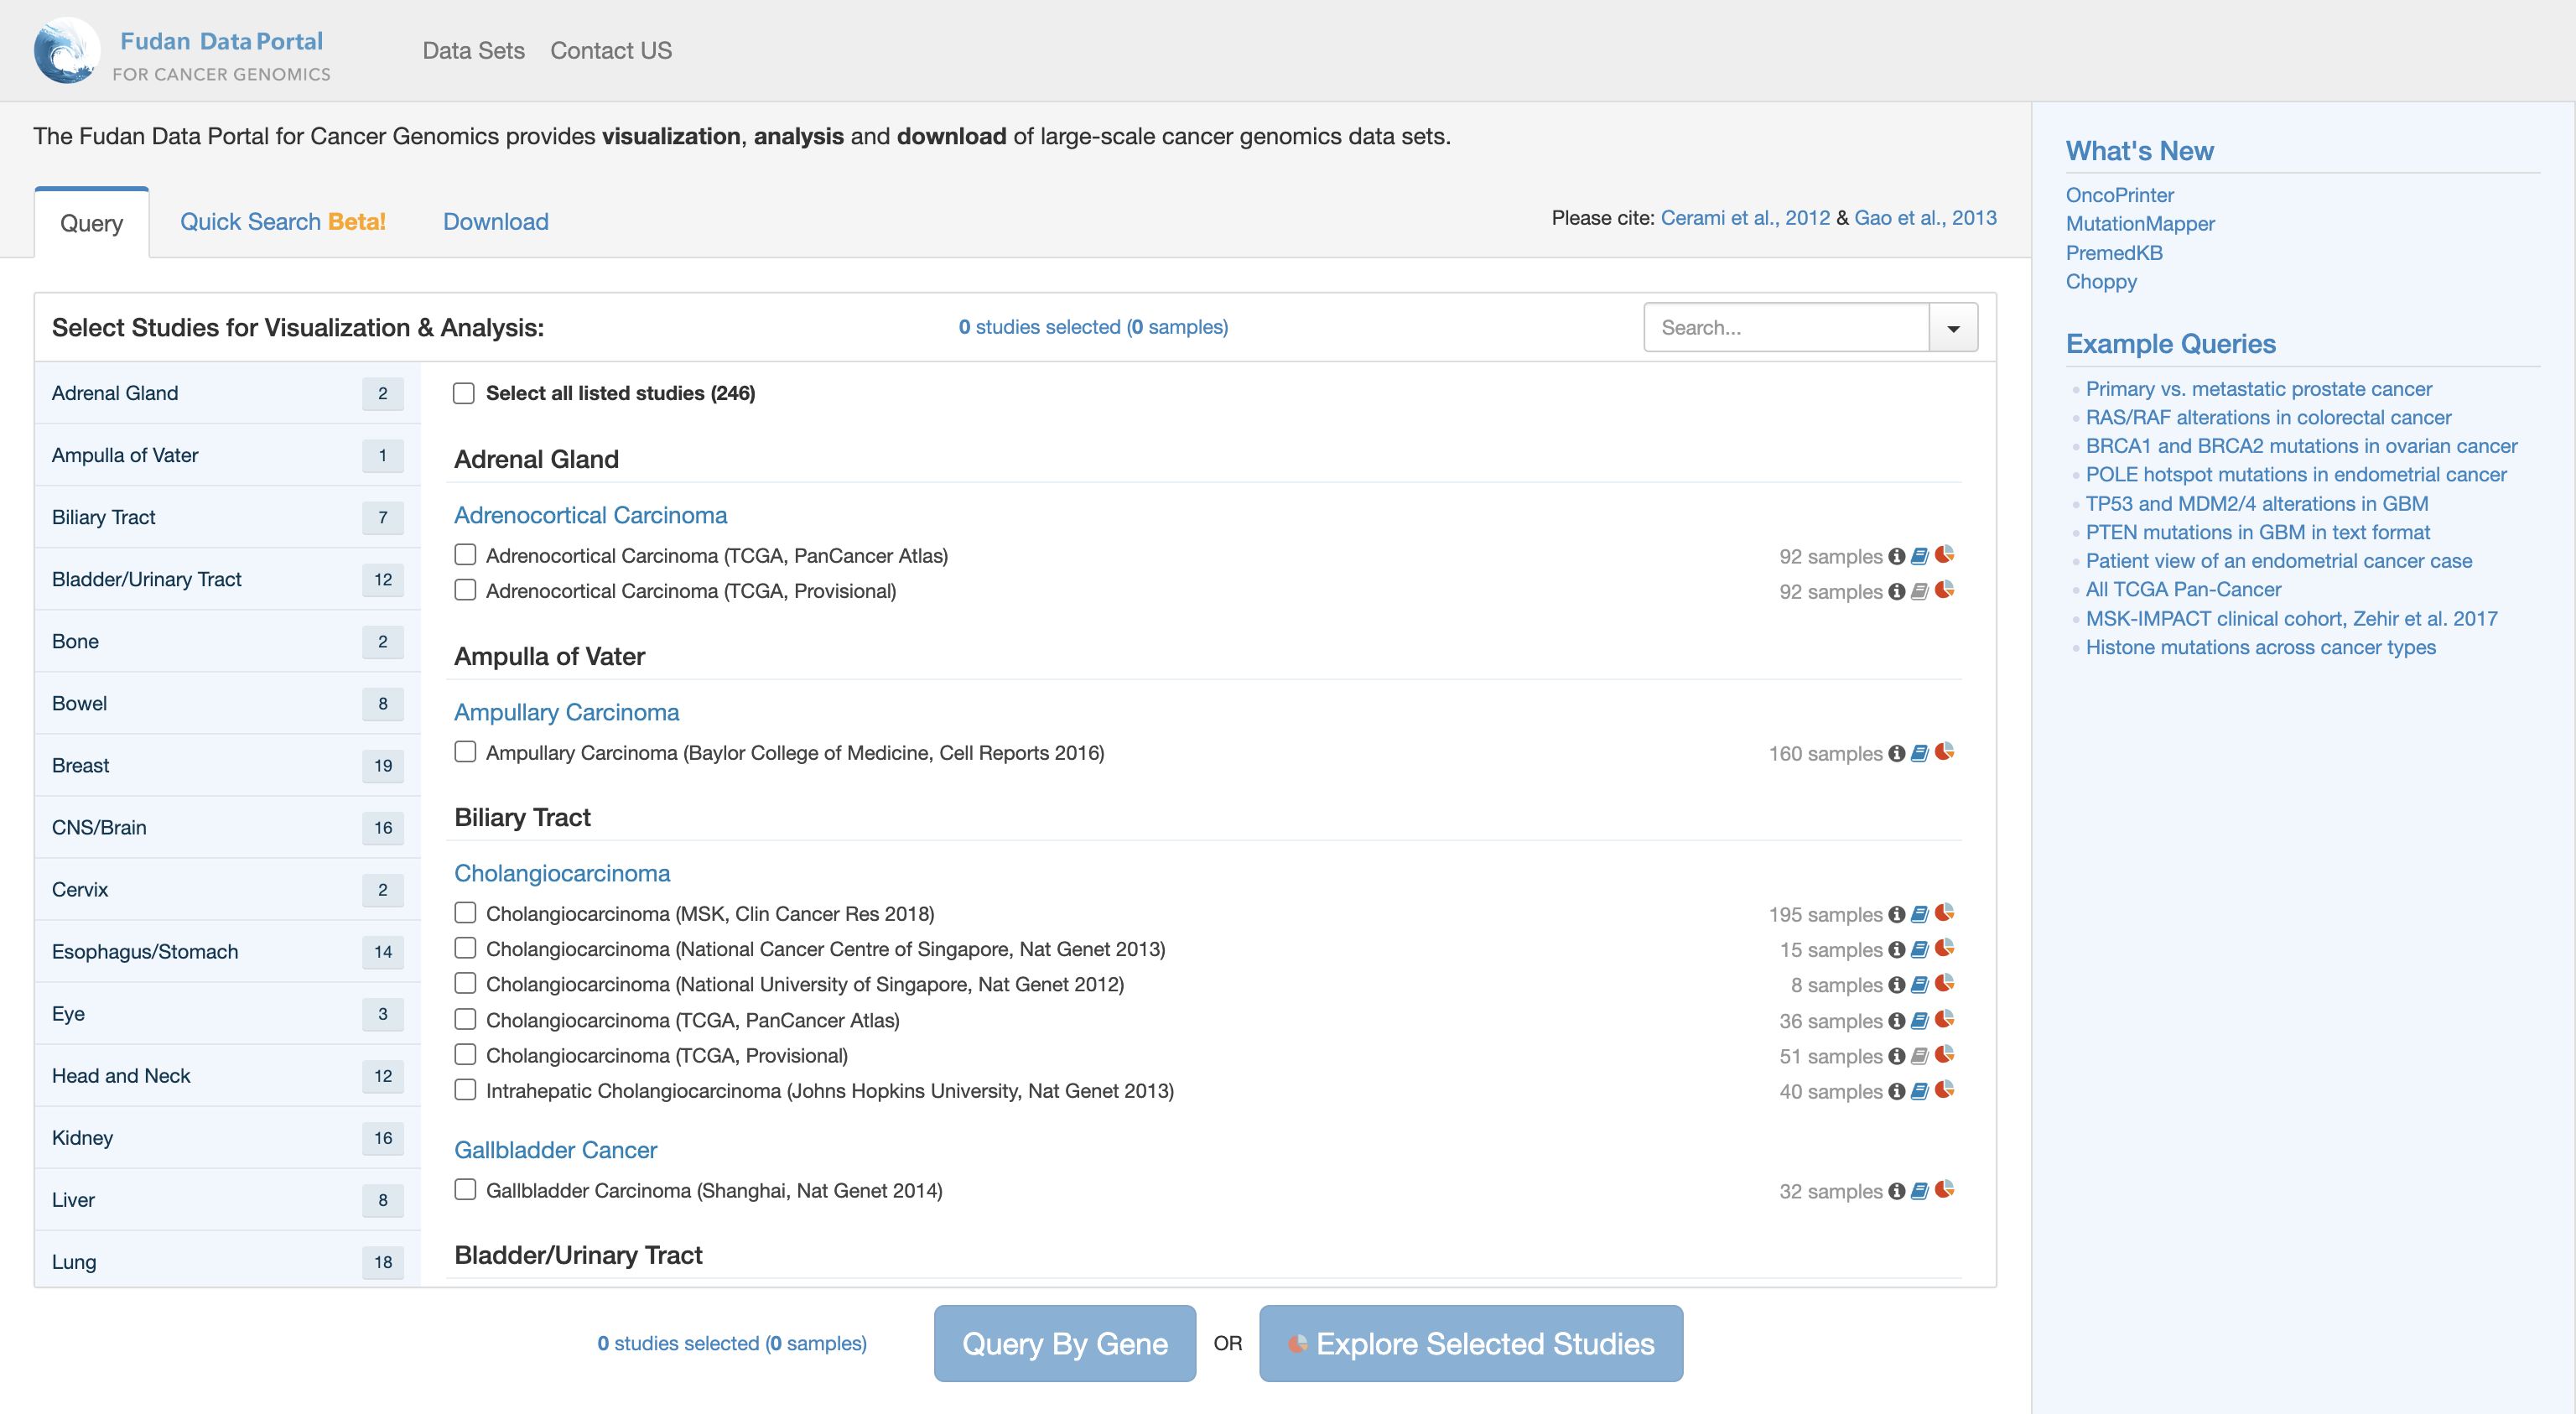 Fudan Data Portal
FOR CANCER GENOMICS
Data Sets Contact US
The Fudan Data Portal for Cancer Genomics provides visualization, analysis and download of large-scale cancer genomics data sets.
Query Quick Search Beta! Download
Please cite: Cerami et al., 2012 & Gao et al., 2013
Select Studies for Visualization & Analysis:
0 studies selected (0 samples)
Search...
Adrenal Gland 2
Ampulla of Vater 1
Biliary Tract 7
Bladder/Urinary Tract 12
Bone 2
Bowel 8
Breast 19
CNS/Brain 16
Cervix 2
Esophagus/Stomach 14
Eye 3
Head and Neck 12
Kidney 16
Liver 8
Lung 18
Select all listed studies (246)
Adrenal Gland
Adrenocortical Carcinoma
Adrenocortical Carcinoma (TCGA, PanCancer Atlas) 92 samples
Adrenocortical Carcinoma (TCGA, Provisional) 92 samples
Ampulla of Vater
Ampullary Carcinoma
Ampullary Carcinoma (Baylor College of Medicine, Cell Reports 2016) 160 samples
Biliary Tract
Cholangiocarcinoma
Cholangiocarcinoma (MSK, Clin Cancer Res 2018) 195 samples
Cholangiocarcinoma (National Cancer Centre of Singapore, Nat Genet 2013) 15 samples
Cholangiocarcinoma (National University of Singapore, Nat Genet 2012) 8 samples
Cholangiocarcinoma (TCGA, PanCancer Atlas) 36 samples
Cholangiocarcinoma (TCGA, Provisional) 51 samples
Intrahepatic Cholangiocarcinoma (Johns Hopkins University, Nat Genet 2013) 40 samples
Gallbladder Cancer
Gallbladder Carcinoma (Shanghai, Nat Genet 2014) 32 samples
Bladder/Urinary Tract
0 studies selected (0 samples)
Query By Gene OR Explore Selected Studies
What's New
OncoPrinter
MutationMapper
PremedKB
Choppy
Example Queries
Primary vs. metastatic prostate cancer
RAS/RAF alterations in colorectal cancer
BRCA1 and BRCA2 mutations in ovarian cancer
POLE hotspot mutations in endometrial cancer
TP53 and MDM2/4 alterations in GBM
PTEN mutations in GBM in text format
Patient view of an endometrial cancer case
All TCGA Pan-Cancer
MSK-IMPACT clinical cohort, Zehir et al. 2017
Histone mutations across cancer types